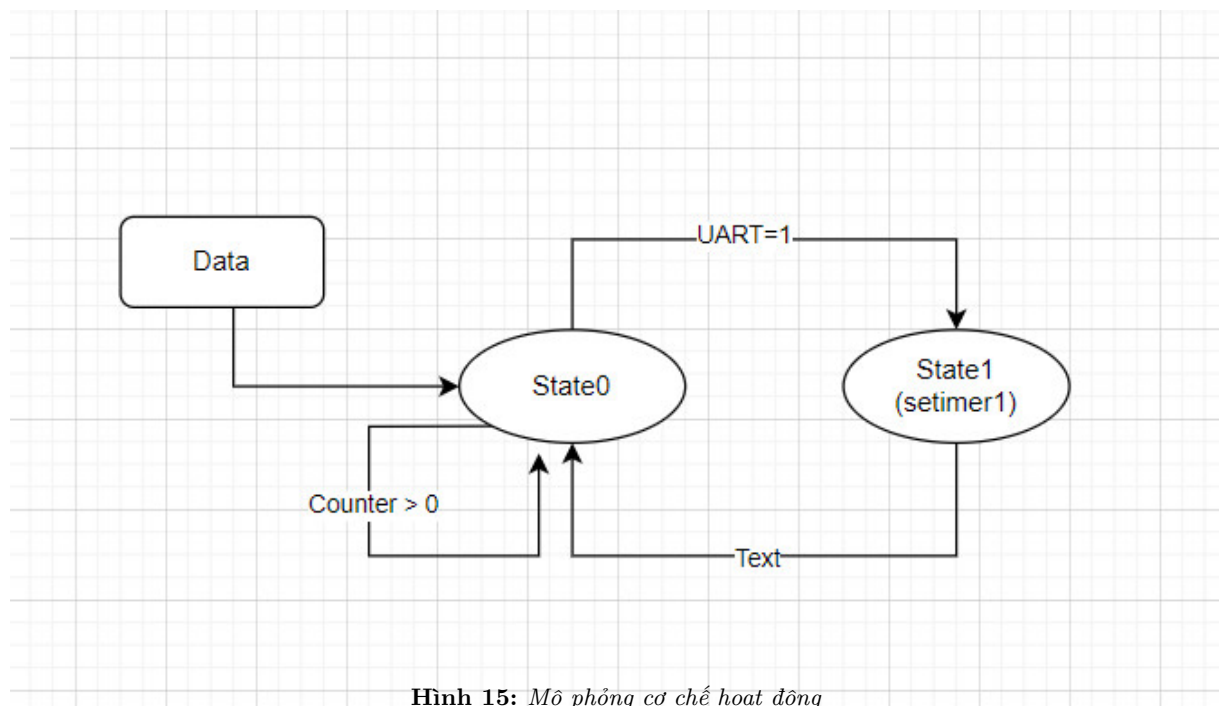 UART=1
Data
State0
State1
(setimer1)
Counter > 0
Text
Hình 15: Mô phỏng cơ chế hoạt động